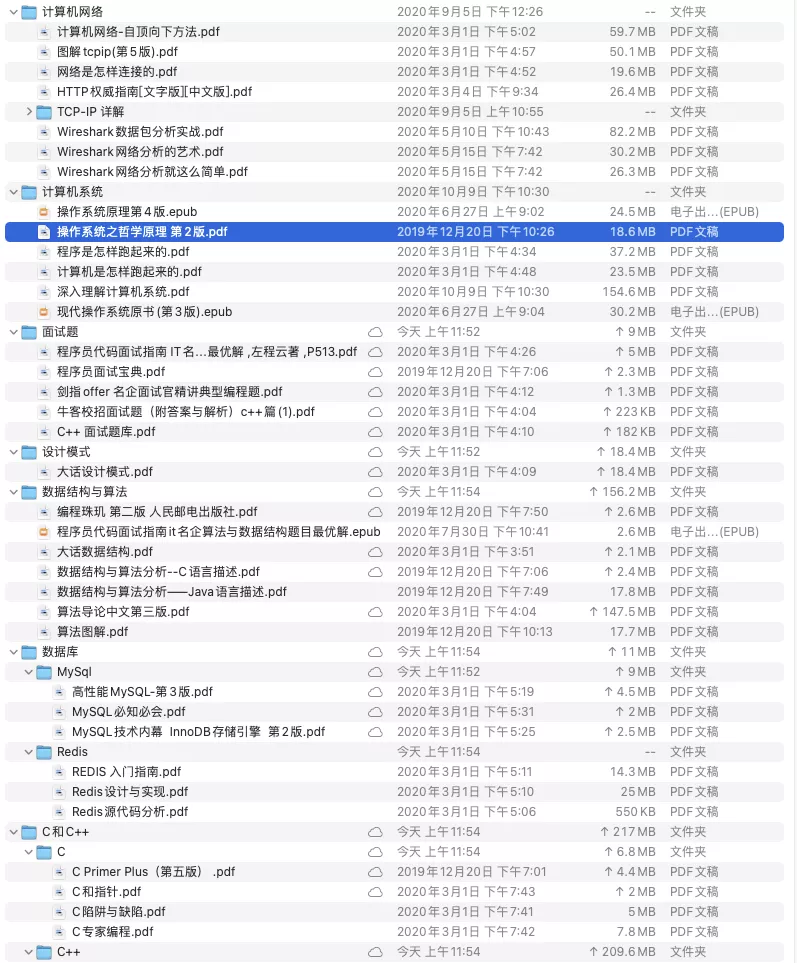 计算机网络 2020年9月5日 下午12:26 -- 文件夹
计算机网络-自顶向下方法.pdf 2020年3月1日 下午5:02 59.7 MB PDF文稿
图解tcpip(第5版).pdf 2020年3月1日 下午4:57 50.1 MB PDF文稿
网络是怎样连接的.pdf 2020年3月1日 下午4:52 19.6 MB PDF文稿
HTTP权威指南[文字版][中文版].pdf 2020年3月4日 下午9:34 26.4 MB PDF文稿
TCP-IP 详解 2020年9月5日 上午10:55 -- 文件夹
Wireshark数据包分析实战.pdf 2020年5月10日 下午10:43 82.2 MB PDF文稿
Wireshark网络分析的艺术.pdf 2020年5月15日 下午7:42 30.2 MB PDF文稿
Wireshark网络分析就这么简单.pdf 2020年5月15日 下午7:42 26.3 MB PDF文稿
计算机系统 2020年10月9日 下午10:30 -- 文件夹
操作系统原理第4版.epub 2020年6月27日 上午9:02 24.5 MB 电子出...(EPUB)
操作系统之哲学原理 第2版.pdf 2019年12月20日 下午10:26 18.6 MB PDF文稿
程序是怎样跑起来的.pdf 2020年3月1日 下午4:34 37.2 MB PDF文稿
计算机是怎样跑起来的.pdf 2020年3月1日 下午4:48 23.5 MB PDF文稿
深入理解计算机系统.pdf 2020年10月9日 下午10:30 154.6 MB PDF文稿
现代操作系统原书(第3版).epub 2020年6月27日 上午9:04 30.2 MB 电子出...(EPUB)
面试题 今天 上午11:52 ↑ 9 MB 文件夹
程序员代码面试指南 IT名...最优解 ,左程云著 ,P513.pdf 2020年3月1日 下午4:26 ↑ 5 MB PDF文稿
程序员面试宝典.pdf 2019年12月20日 下午7:06 ↑ 2.3 MB PDF文稿
剑指offer 名企面试官精讲典型编程题.pdf 2020年3月1日 下午4:12 ↑ 1.3 MB PDF文稿
牛客校招面试题（附答案与解析）c++篇(1).pdf 2020年3月1日 下午4:04 ↑ 223 KB PDF文稿
C++ 面试题库.pdf 2020年3月1日 下午4:10 ↑ 182 KB PDF文稿
设计模式 今天 上午11:52 ↑ 18.4 MB 文件夹
大话设计模式.pdf 2020年3月1日 下午4:09 ↑ 18.4 MB PDF文稿
数据结构与算法 今天 上午11:54 ↑ 156.2 MB 文件夹
编程珠玑 第二版 人民邮电出版社.pdf 2019年12月20日 下午7:50 ↑ 2.6 MB PDF文稿
程序员代码面试指南it名企算法与数据结构题目最优解.epub 2020年7月30日 下午10:41 2.6 MB 电子出...(EPUB)
大话数据结构.pdf 2020年3月1日 下午3:51 ↑ 2.1 MB PDF文稿
数据结构与算法分析--C语言描述.pdf 2019年12月20日 下午7:06 ↑ 2.4 MB PDF文稿
数据结构与算法分析——Java语言描述.pdf 2019年12月20日 下午7:49 17.8 MB PDF文稿
算法导论中文第三版.pdf 2020年3月1日 下午4:04 ↑ 147.5 MB PDF文稿
算法图解.pdf 2019年12月20日 下午10:13 17.7 MB PDF文稿
数据库 今天 上午11:54 ↑ 11 MB 文件夹
MySql 今天 上午11:52 ↑ 9 MB 文件夹
高性能MySQL-第3版.pdf 2020年3月1日 下午5:19 ↑ 4.5 MB PDF文稿
MySQL必知必会.pdf 2020年3月1日 下午5:31 ↑ 2 MB PDF文稿
MySQL技术内幕 InnoDB存储引擎 第2版.pdf 2020年3月1日 下午5:25 ↑ 2.5 MB PDF文稿
Redis 今天 上午11:54 -- 文件夹
REDIS 入门指南.pdf 2020年3月1日 下午5:11 14.3 MB PDF文稿
Redis设计与实现.pdf 2020年3月1日 下午5:10 25 MB PDF文稿
Redis源代码分析.pdf 2020年3月1日 下午5:06 550 KB PDF文稿
C和C++ 今天 上午11:54 ↑ 217 MB 文件夹
C 今天 上午11:54 ↑ 6.8 MB 文件夹
C Primer Plus（第五版） .pdf 2019年12月20日 下午7:01 ↑ 4.4 MB PDF文稿
C和指针.pdf 2020年3月1日 下午7:43 ↑ 2 MB PDF文稿
C陷阱与缺陷.pdf 2020年3月1日 下午7:41 5 MB PDF文稿
C专家编程.pdf 2020年3月1日 下午7:42 7.8 MB PDF文稿
C++ 今天 上午11:54 ↑ 209.6 MB 文件夹